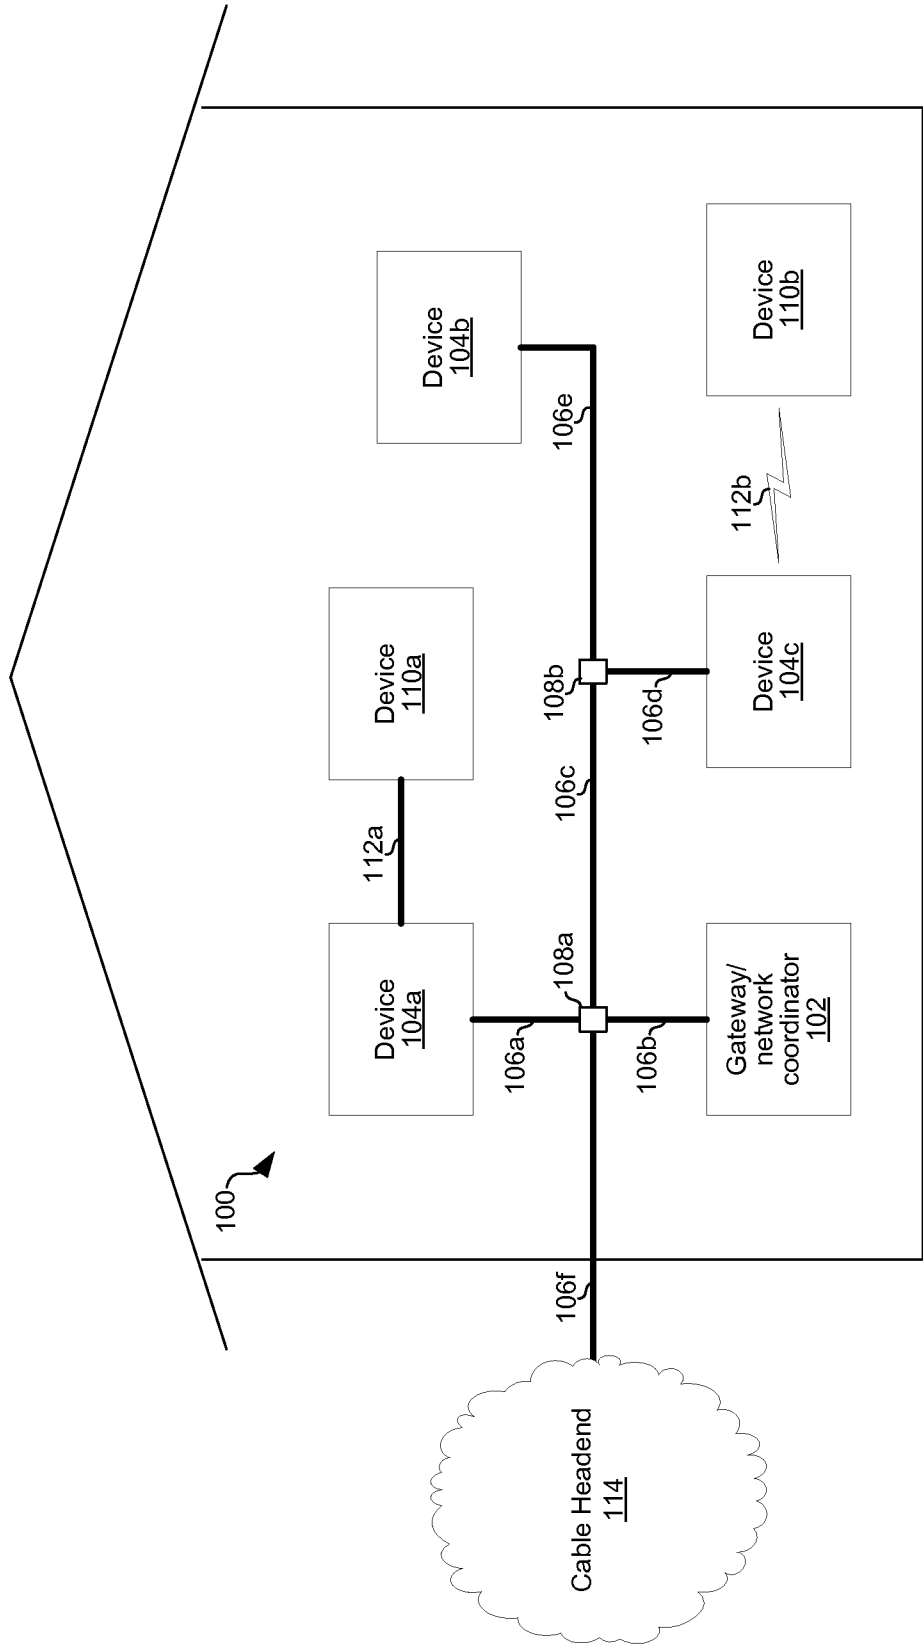 100
Device
104a
112a
Device
110a
Device
104b
106a
108a
106c
108b
106e
Cable Headend
114
106f
106b
106d
Gateway/
network
coordinator
102
Device
104c
112b
Device
110b